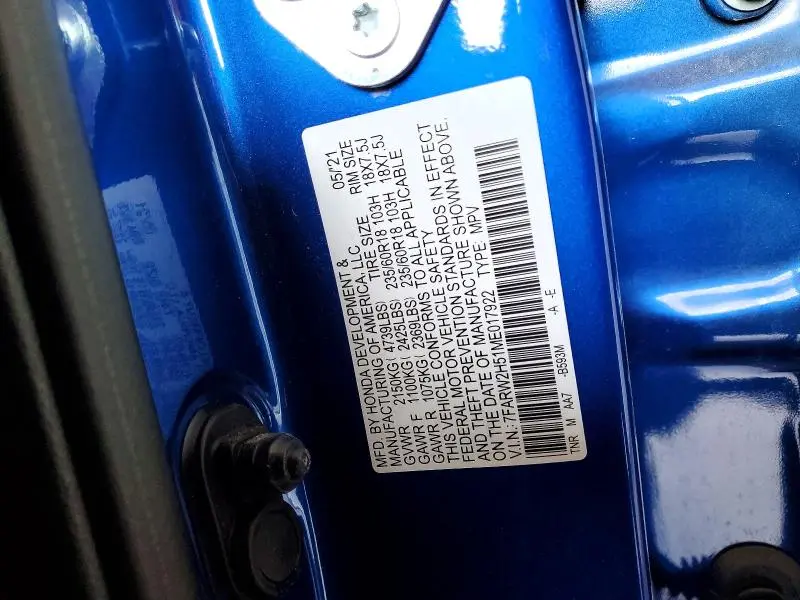 MFD. BY HONDA DEVELOPMENT & 05/'21
MANUFACTURING OF AMERICA, LLC TIRE SIZE RIM SIZE
GVWR 2150KG( 4739LBS) 235/60R18 103H 18X7.5J
GAWR F 1100KG( 2425LBS) 235/60R18 103H 18X7.5J
GAWR R 1075KG( 2369LBS)
THIS VEHICLE CONFORMS TO ALL APPLICABLE
FEDERAL MOTOR VEHICLE SAFETY
AND THEFT PREVENTION STANDARDS IN EFFECT
ON THE DATE OF MANUFACTURE SHOWN ABOVE.
V.I.N.: 7FARW2H51ME017922 TYPE: MPV
TNR M AA7 -B593M -A -E